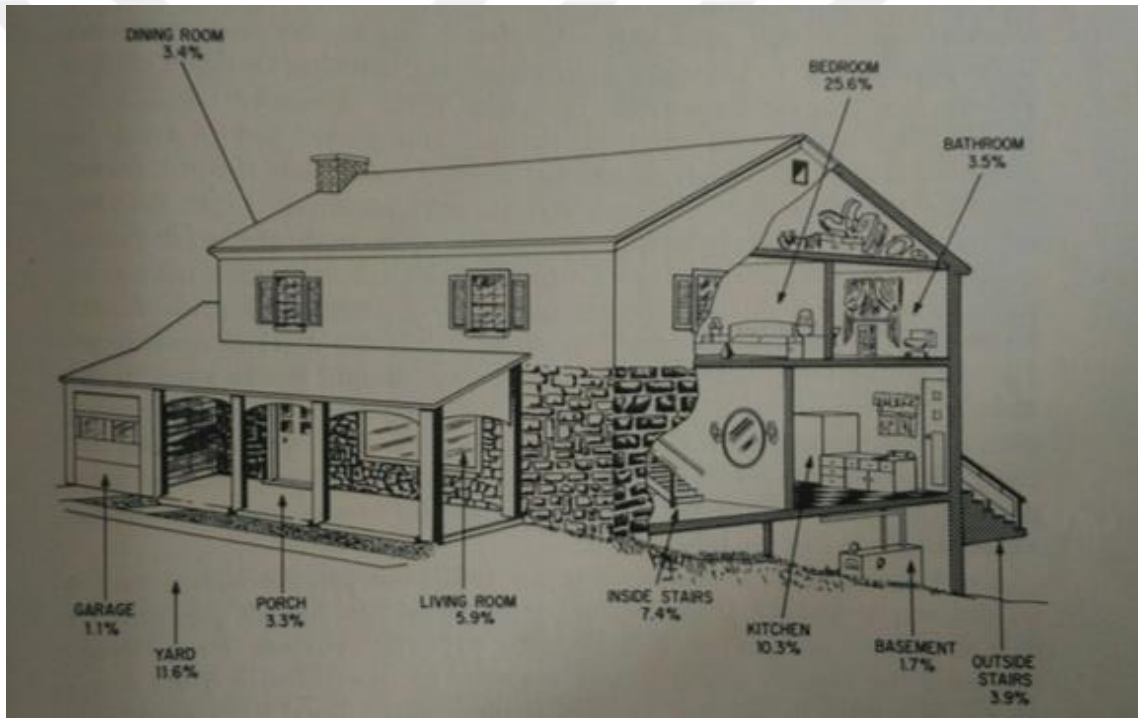 DINING ROOM
3.4%
BEDROOM
25.6%
BATHROOM
3.5%
GARAGE
1.1%
YARD
11.6%
PORCH
3.3%
LIVING ROOM
5.9%
INSIDE STAIRS
7.4%
KITCHEN
10.3%
BASEMENT
1.7%
OUTSIDE
STAIRS
3.9%